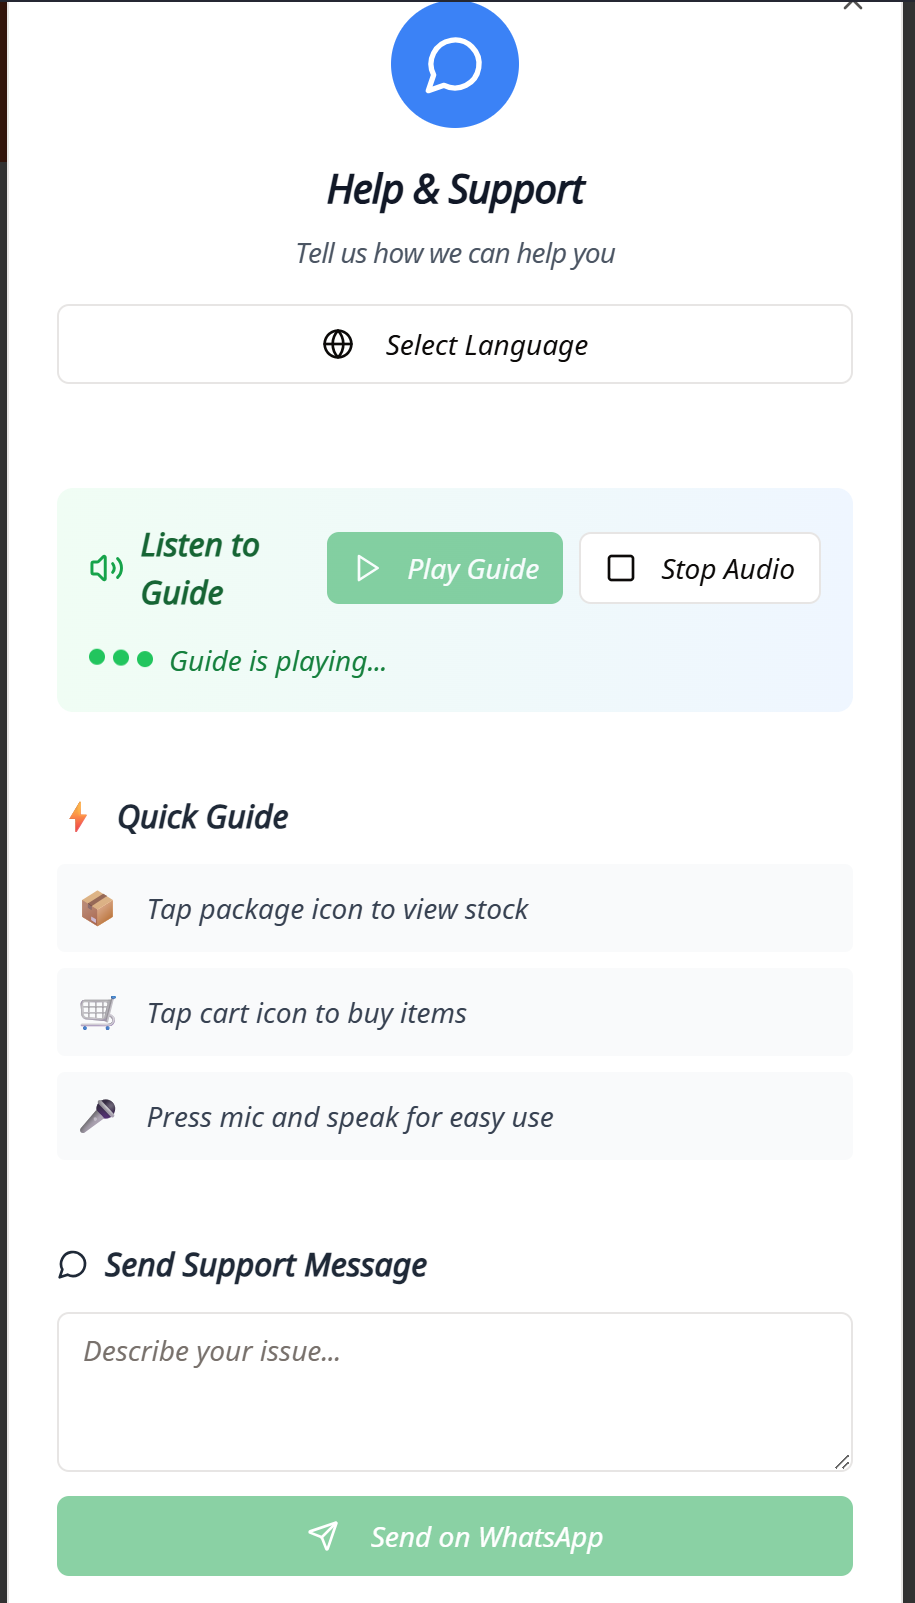 Help & Support
Tell us how we can help you
Select Language
Listen to
Guide
Play Guide
Stop Audio
Guide is playing...
Quick Guide
Tap package icon to view stock
Tap cart icon to buy items
Press mic and speak for easy use
Send Support Message
Describe your issue...
Send on WhatsApp